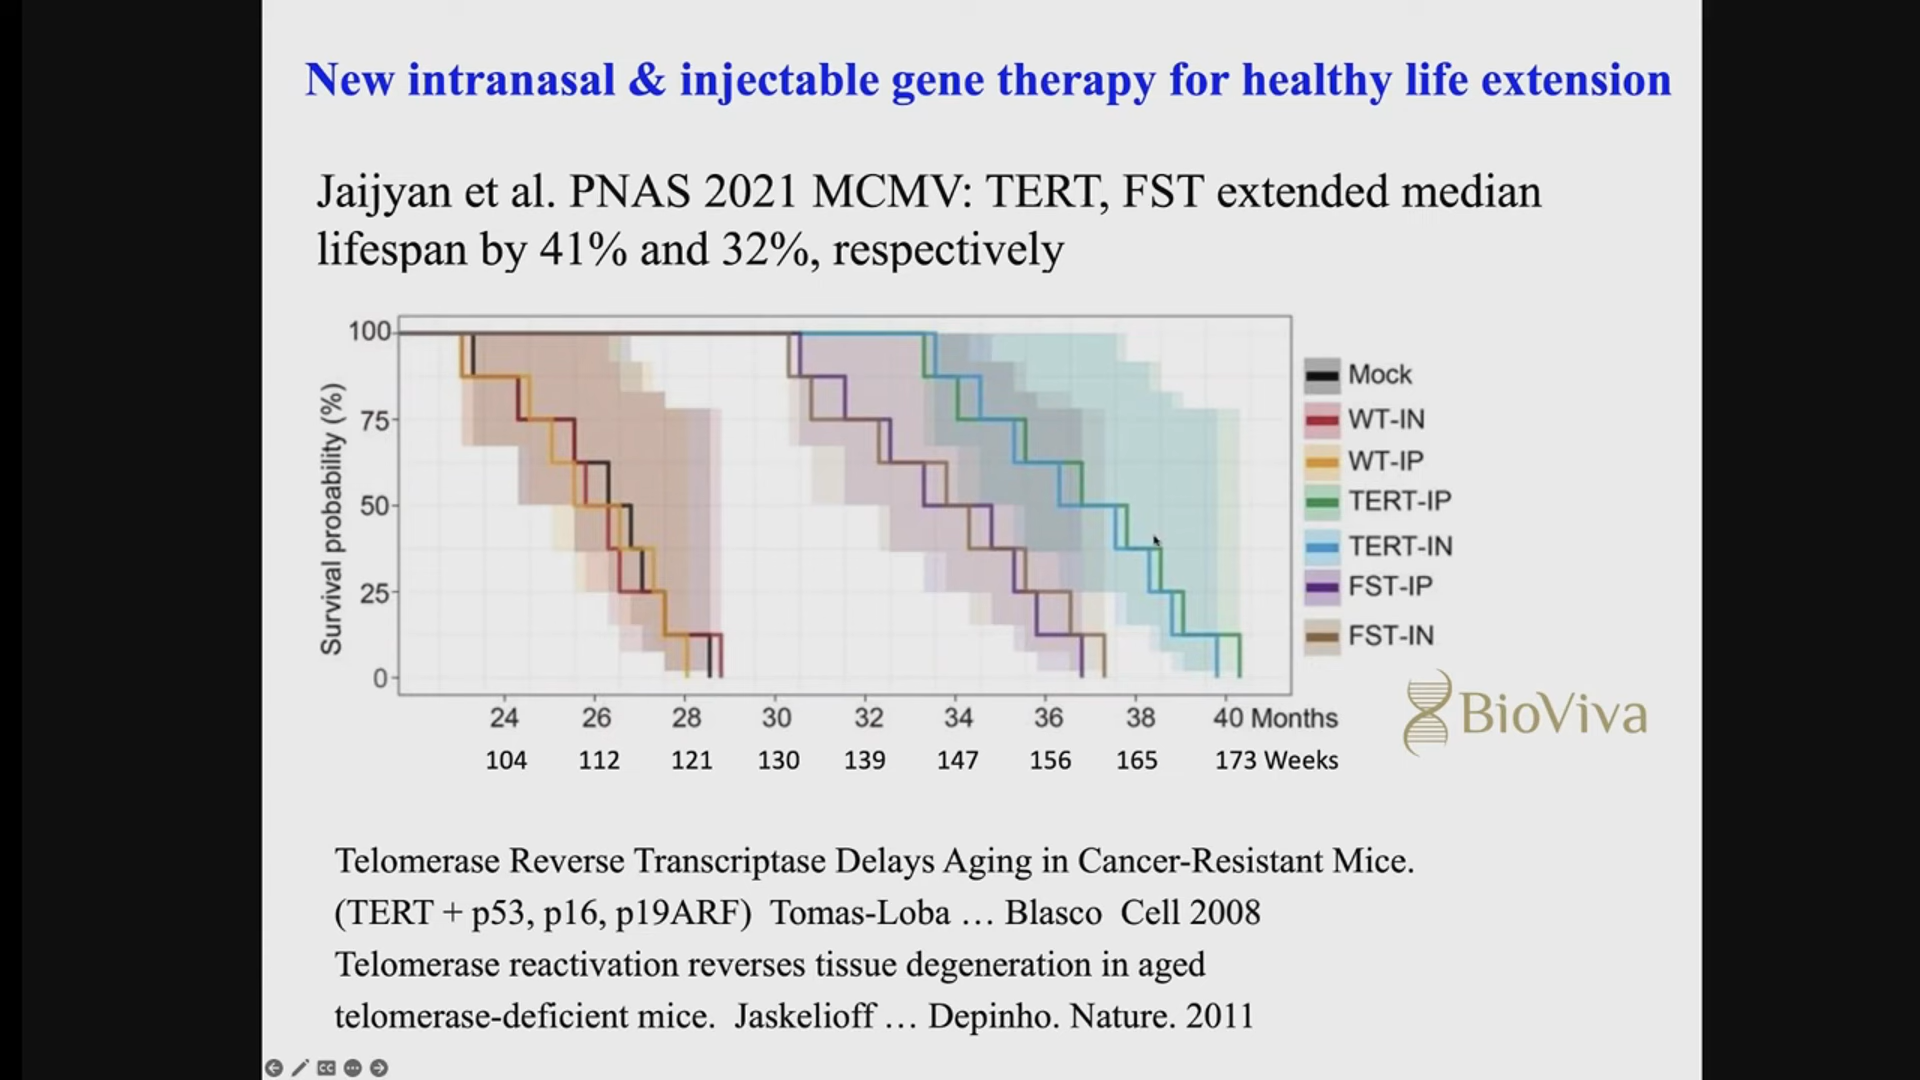 New intranasal & injectable gene therapy for healthy life extension
Jaijyan et al. PNAS 2021 MCMV: TERT, FST extended median
lifespan by 41% and 32%, respectively
Survival probability (%)
100
75
50
25
0
24 26 28 30 32 34 36 38 40 Months
104 112 121 130 139 147 156 165 173 Weeks
Mock
WT-IN
WT-IP
TERT-IP
TERT-IN
FST-IP
FST-IN
BioViva
Telomerase Reverse Transcriptase Delays Aging in Cancer-Resistant Mice.
(TERT + p53, p16, p19ARF) Tomas-Loba … Blasco Cell 2008
Telomerase reactivation reverses tissue degeneration in aged
telomerase-deficient mice. Jaskelioff … Depinho. Nature. 2011
CC